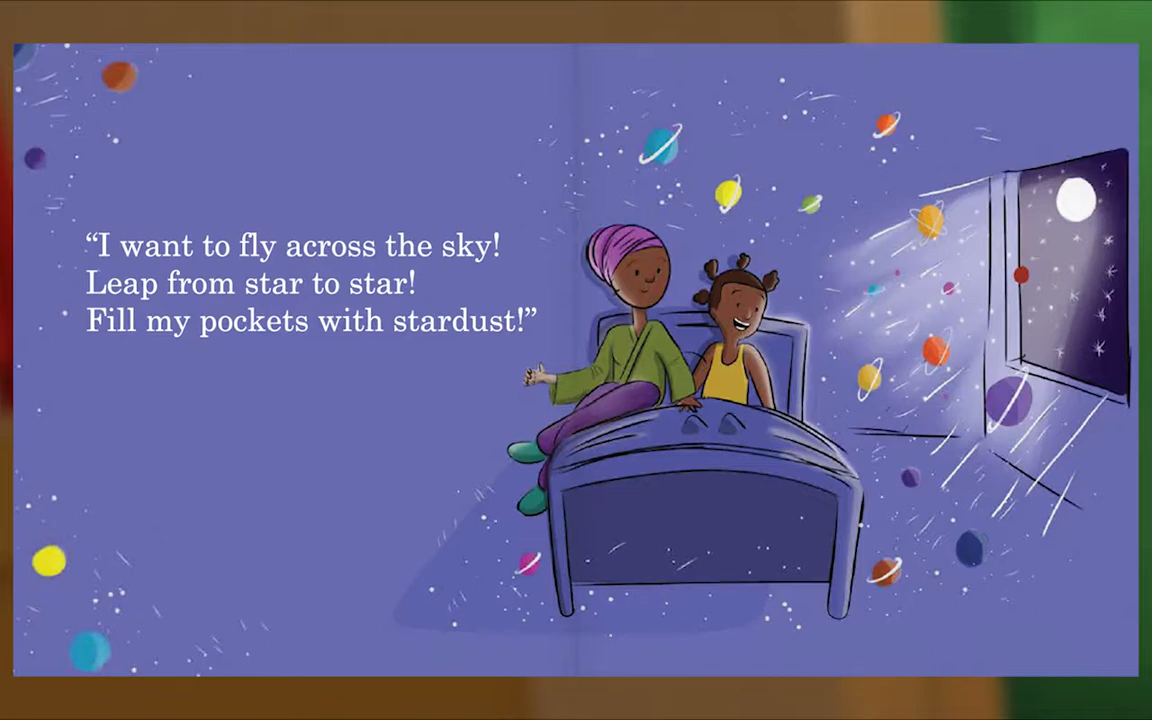 “I want to fly across the sky!
Leap from star to star!
Fill my pockets with stardust!”